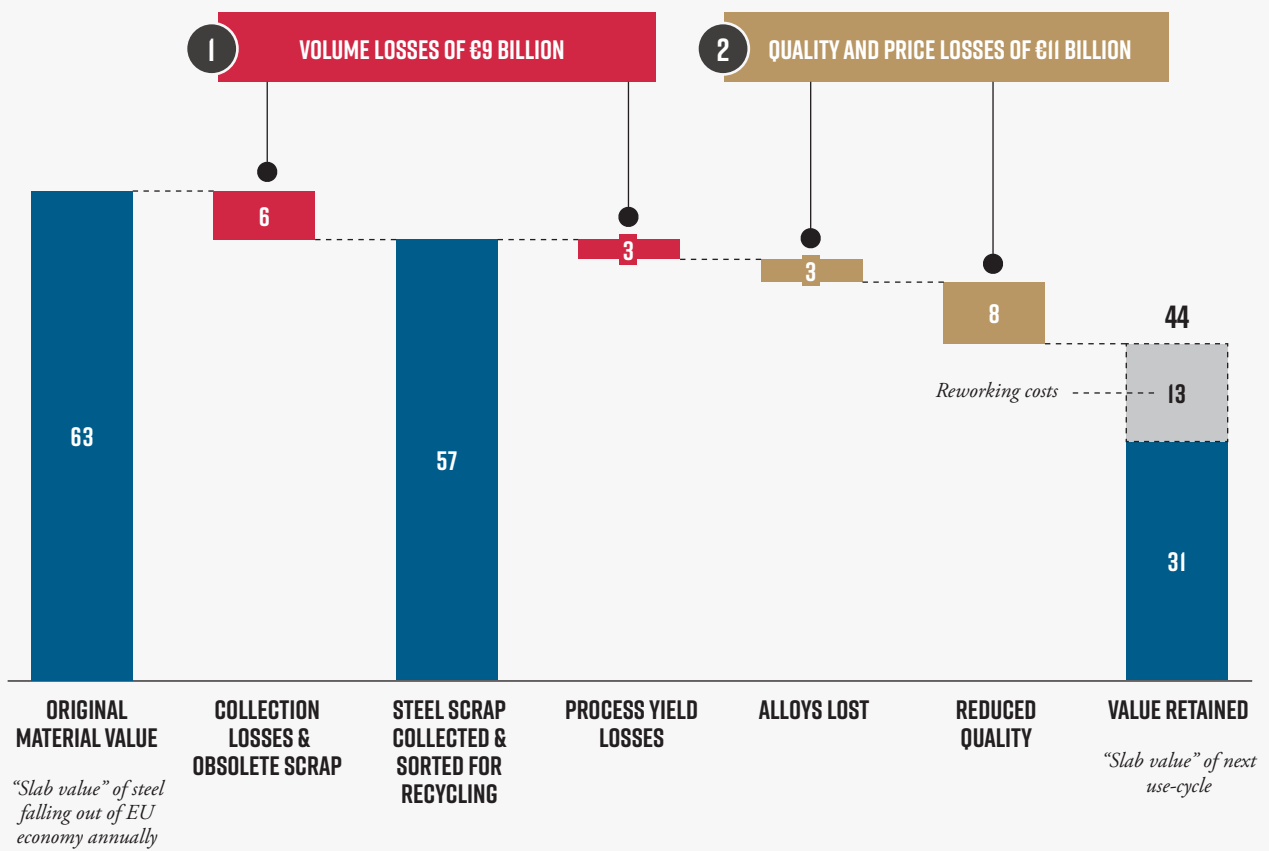 1
VOLUME LOSSES OF €9 BILLION
2
QUALITY AND PRICE LOSSES OF €11 BILLION
6
3
3
8
44
Reworking costs
13
63
57
31
ORIGINAL
MATERIAL VALUE
"Slab value" of steel
falling out of EU
economy annually
COLLECTION
LOSSES &
OBSOLETE SCRAP
STEEL SCRAP
COLLECTED &
SORTED FOR
RECYCLING
PROCESS YIELD
LOSSES
ALLOYS LOST
REDUCED
QUALITY
VALUE RETAINED
"Slab value" of next
use-cycle